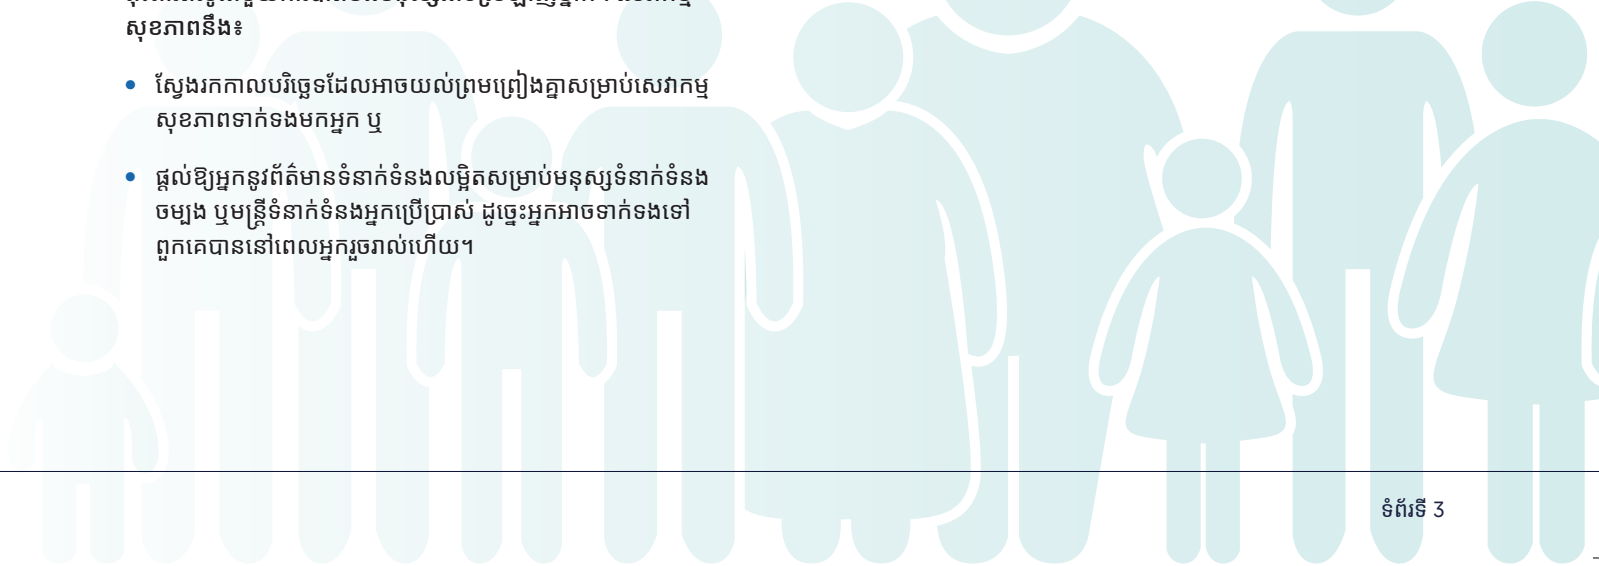 សុខភាពនឹង៖
• ស្វែងរកកាលបរិច្ឆេទដែលអាចយល់ព្រមព្រៀងគ្នាសម្រាប់សេវាកម្ម
សុខភាពទាក់ទងមកអ្នក ឬ
• ផ្តល់ឱ្យអ្នកនូវព័ត៌មានទំនាក់ទំនងលម្អិតសម្រាប់មនុស្សទំនាក់ទំនង
ចម្បង ឬមន្ត្រីទំនាក់ទំនងអ្នកប្រើប្រាស់ ដូច្នេះអ្នកអាចទាក់ទងទៅ
ពួកគេបាននៅពេលអ្នករួចរាល់ហើយ។
ទំព័រទី 3